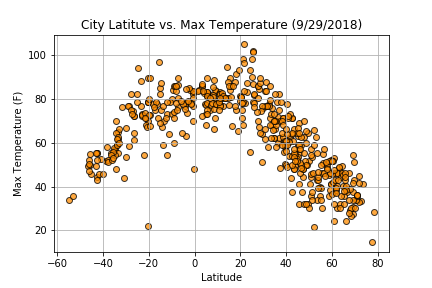 City Latitute vs. Max Temperature (9/29/2018)
Max Temperature (F)
100
80
60
40
20
−60 −40 −20 0 20 40 60 80
Latitude